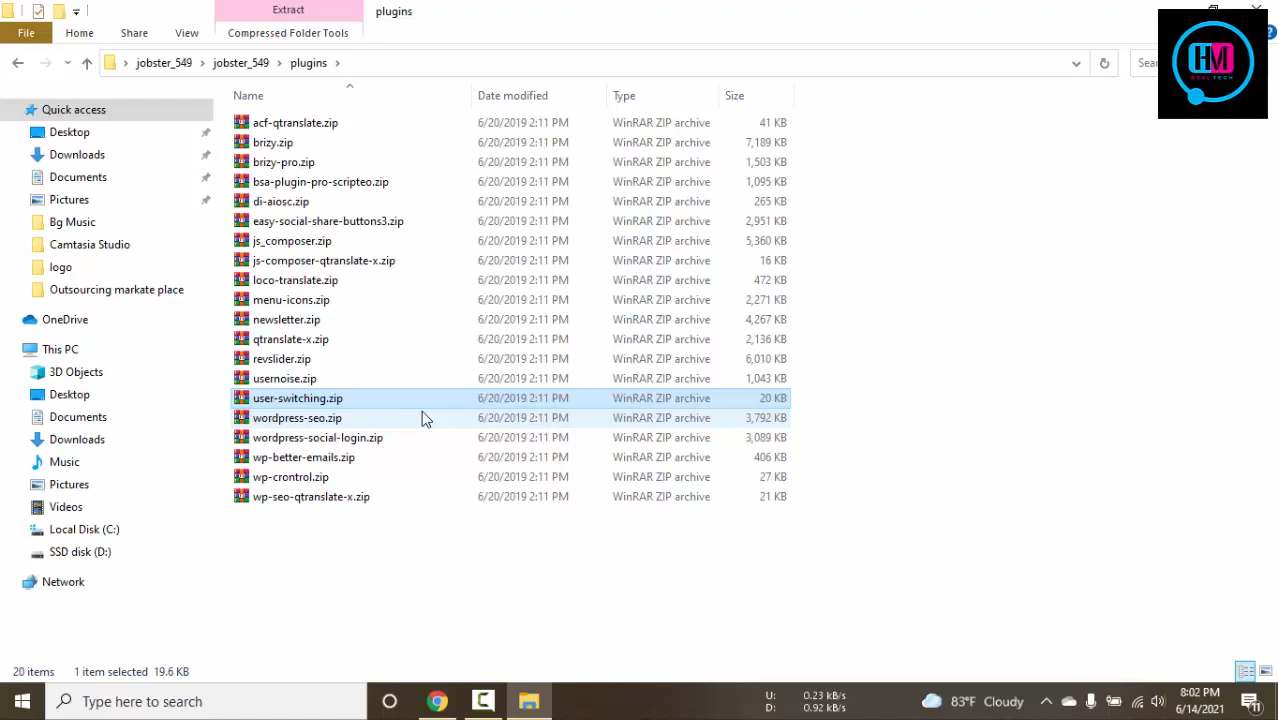 Extract
plugins
File
Home
Share
View
Compressed Folder Tools
jobster_549 > jobster_549 > plugins >
Sear
HM
REALTECH
Name
Date modified
Type
Size
Quick access
Desktop
Downloads
Documents
Pictures
Bg Music
Camtasia Studio
logo
Outsourcing markate place
OneDrive
This PC
3D Objects
Desktop
Documents
Downloads
Music
Pictures
Videos
Local Disk (C:)
SSD disk (D:)
Network
acf-qtranslate.zip 6/20/2019 2:11 PM WinRAR ZIP archive 41 KB
brizy.zip 6/20/2019 2:11 PM WinRAR ZIP archive 7,189 KB
brizy-pro.zip 6/20/2019 2:11 PM WinRAR ZIP archive 1,503 KB
bsa-plugin-pro-scripteo.zip 6/20/2019 2:11 PM WinRAR ZIP archive 1,095 KB
di-aiosc.zip 6/20/2019 2:11 PM WinRAR ZIP archive 265 KB
easy-social-share-buttons3.zip 6/20/2019 2:11 PM WinRAR ZIP archive 2,951 KB
js_composer.zip 6/20/2019 2:11 PM WinRAR ZIP archive 5,360 KB
js-composer-qtranslate-x.zip 6/20/2019 2:11 PM WinRAR ZIP archive 16 KB
loco-translate.zip 6/20/2019 2:11 PM WinRAR ZIP archive 472 KB
menu-icons.zip 6/20/2019 2:11 PM WinRAR ZIP archive 2,271 KB
newsletter.zip 6/20/2019 2:11 PM WinRAR ZIP archive 4,267 KB
qtranslate-x.zip 6/20/2019 2:11 PM WinRAR ZIP archive 2,136 KB
revslider.zip 6/20/2019 2:11 PM WinRAR ZIP archive 6,010 KB
usernoise.zip 6/20/2019 2:11 PM WinRAR ZIP archive 1,043 KB
user-switching.zip 6/20/2019 2:11 PM WinRAR ZIP archive 20 KB
wordpress-seo.zip 6/20/2019 2:11 PM WinRAR ZIP archive 3,792 KB
wordpress-social-login.zip 6/20/2019 2:11 PM WinRAR ZIP archive 3,089 KB
wp-better-emails.zip 6/20/2019 2:11 PM WinRAR ZIP archive 406 KB
wp-crontrol.zip 6/20/2019 2:11 PM WinRAR ZIP archive 27 KB
wp-seo-qtranslate-x.zip 6/20/2019 2:11 PM WinRAR ZIP archive 21 KB
20 items 1 item selected 19.6 KB
Type here to search
U: 0.23 kB/s
D: 0.92 kB/s
83°F Cloudy
8:02 PM
6/14/2021
11